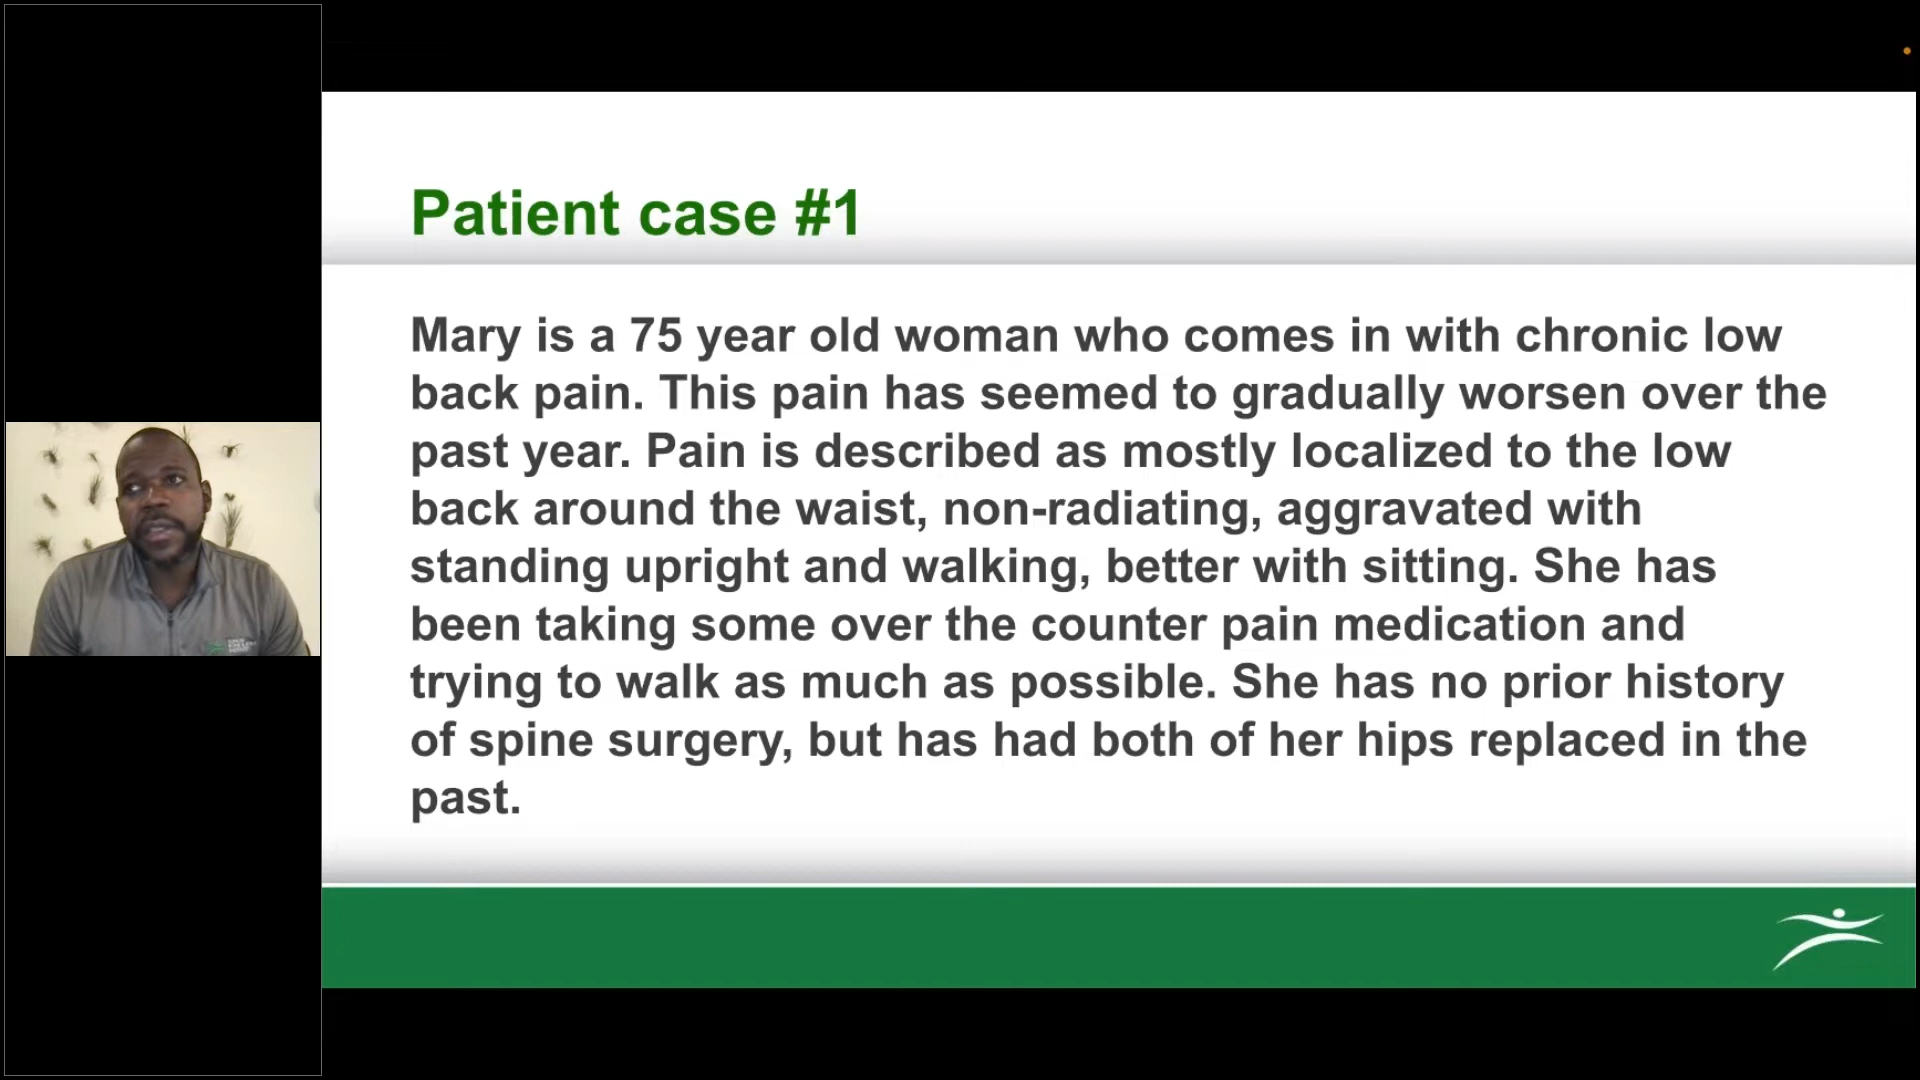 Patient case #1
Mary is a 75 year old woman who comes in with chronic low
back pain. This pain has seemed to gradually worsen over the
past year. Pain is described as mostly localized to the low
back around the waist, non-radiating, aggravated with
standing upright and walking, better with sitting. She has
been taking some over the counter pain medication and
trying to walk as much as possible. She has no prior history
of spine surgery, but has had both of her hips replaced in the
past.